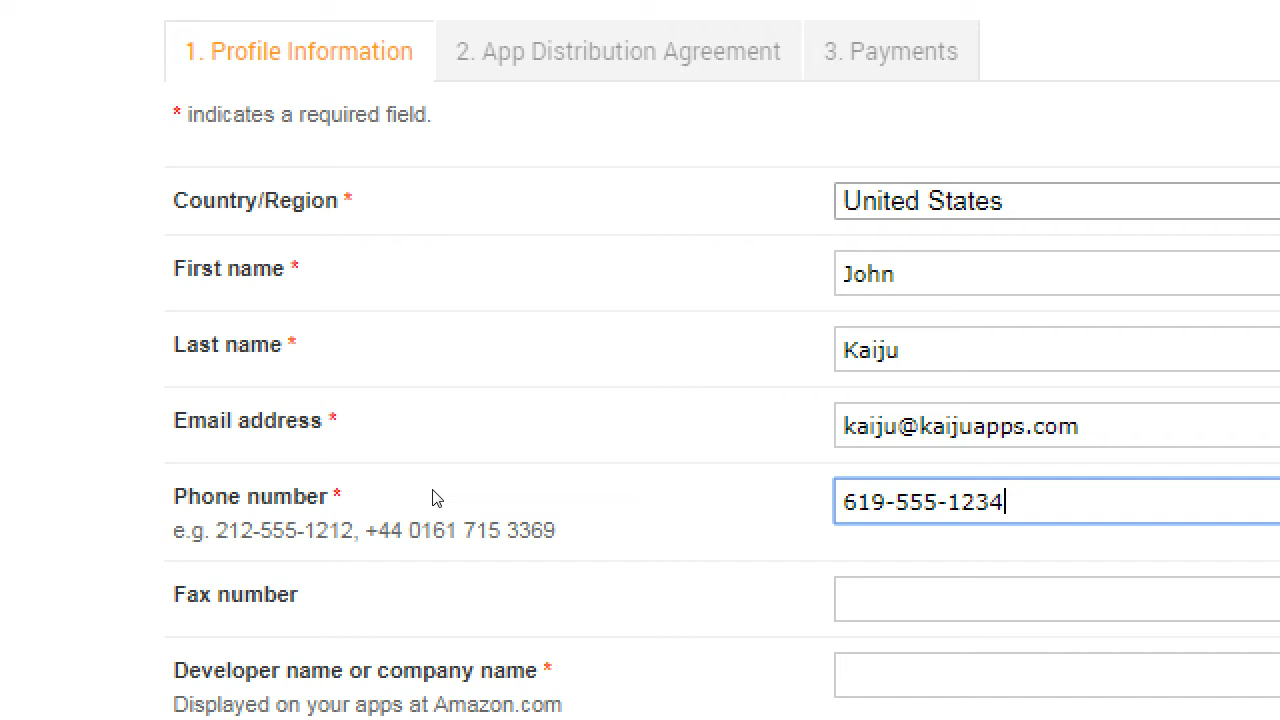 1. Profile Information 2. App Distribution Agreement 3. Payments
* indicates a required field.
Country/Region * United States
First name * John
Last name * Kaiju
Email address * kaiju@kaijuapps.com
Phone number * 619-555-1234
e.g. 212-555-1212, +44 0161 715 3369
Fax number
Developer name or company name *
Displayed on your apps at Amazon.com